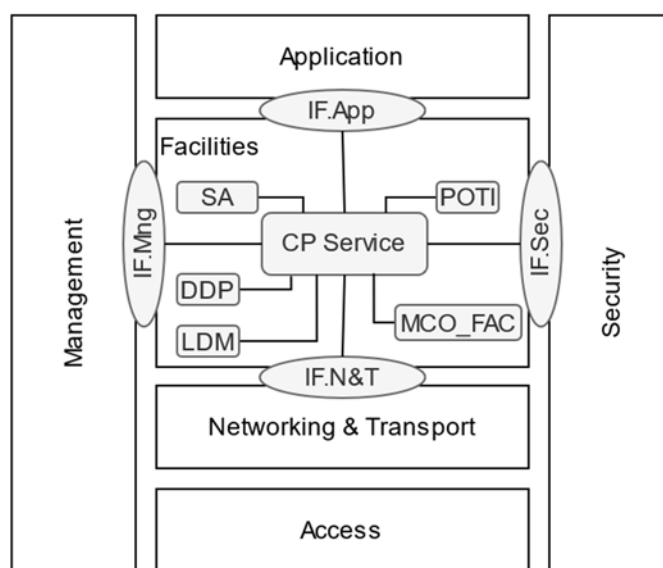 Application
IF.App
Facilities
SA
POTI
CP Service
IF.Mng
IF.Sec
Management
Security
DDP
MCO_FAC
LDM
IF.N&T
Networking & Transport
Access